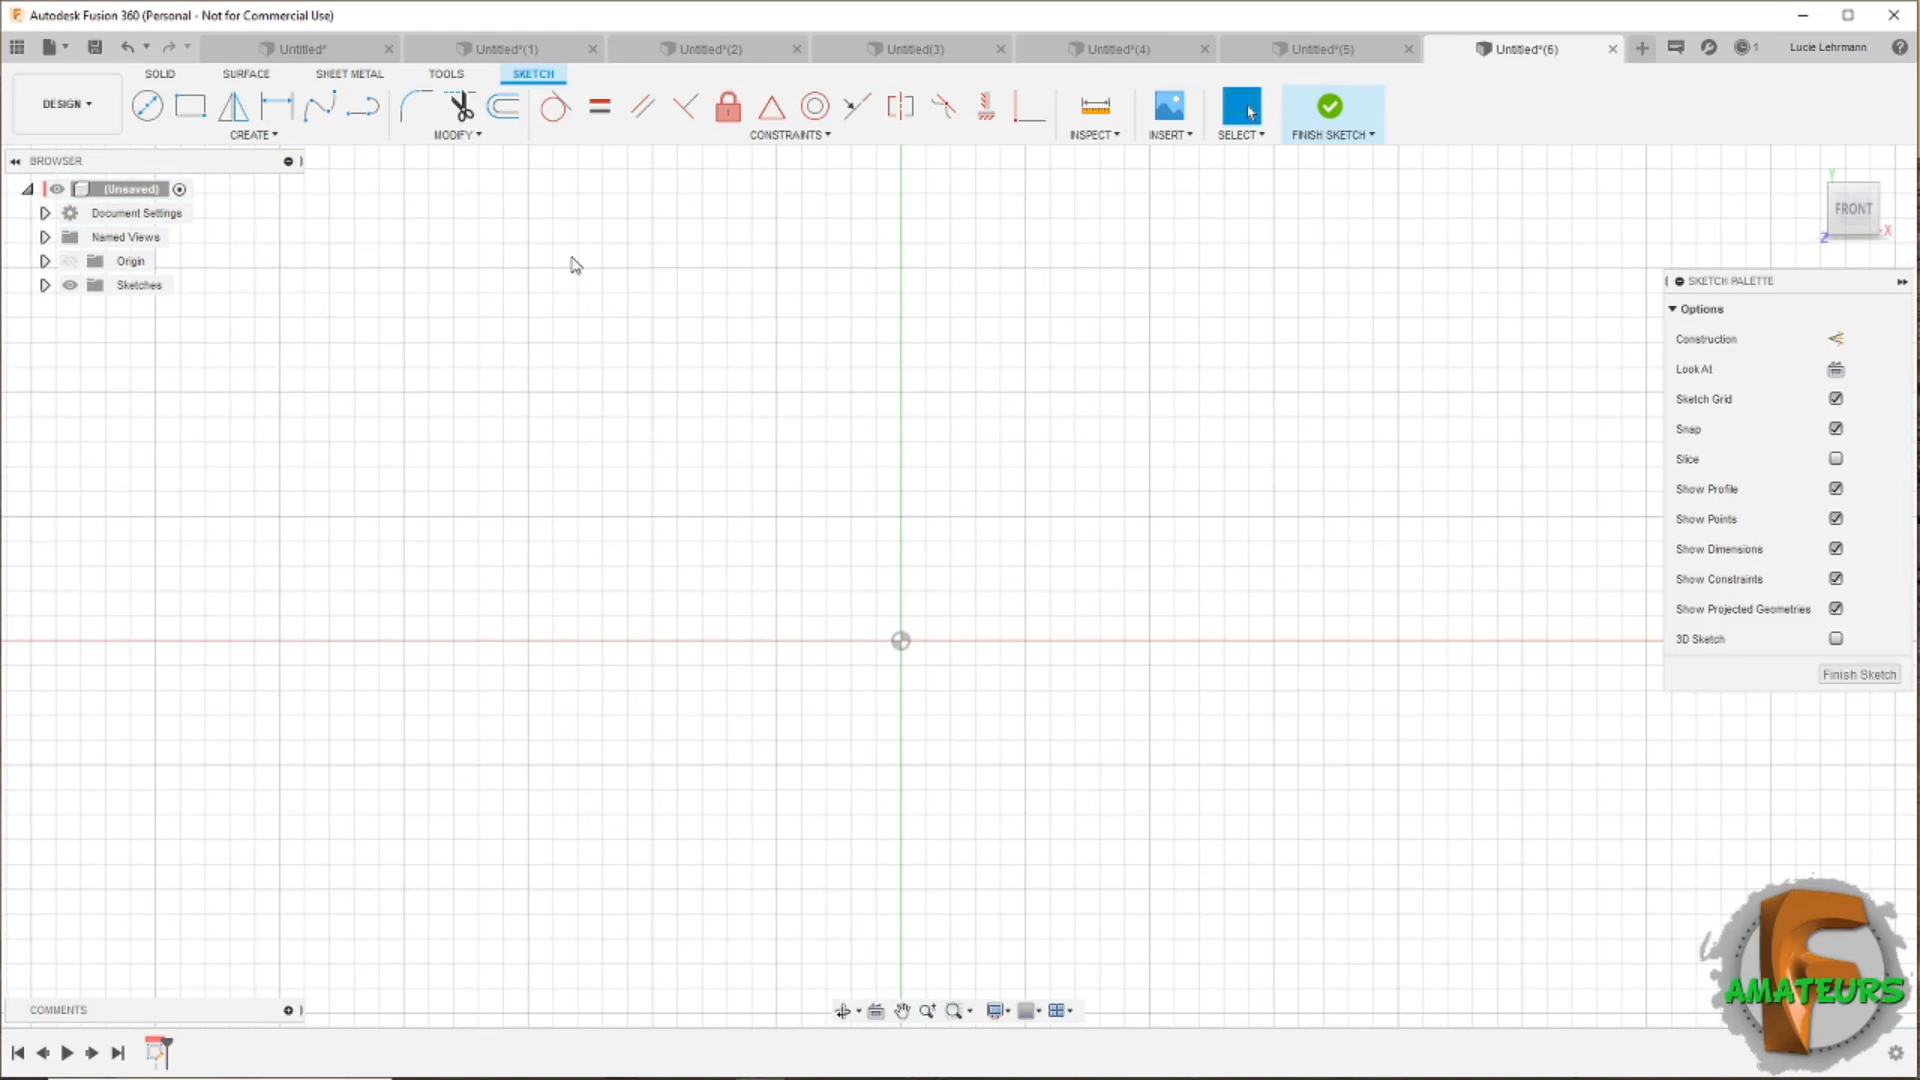 Autodesk Fusion 360 (Personal - Not for Commercial Use)
Untitled* Untitled*(1) Untitled*(2) Untitled(3) Untitled*(4) Untitled*(5) Untitled*(6) 1 Lucie Lehrmann
SOLID SURFACE SHEET METAL TOOLS SKETCH
DESIGN
CREATE MODIFY CONSTRAINTS INSPECT INSERT SELECT FINISH SKETCH
BROWSER
(Unsaved)
Document Settings
Named Views
Origin
Sketches
Y
FRONT
X
Z
SKETCH PALETTE
Options
Construction
Look At
Sketch Grid
Snap
Slice
Show Profile
Show Points
Show Dimensions
Show Constraints
Show Projected Geometries
3D Sketch
Finish Sketch
COMMENTS
F
AMATEURS